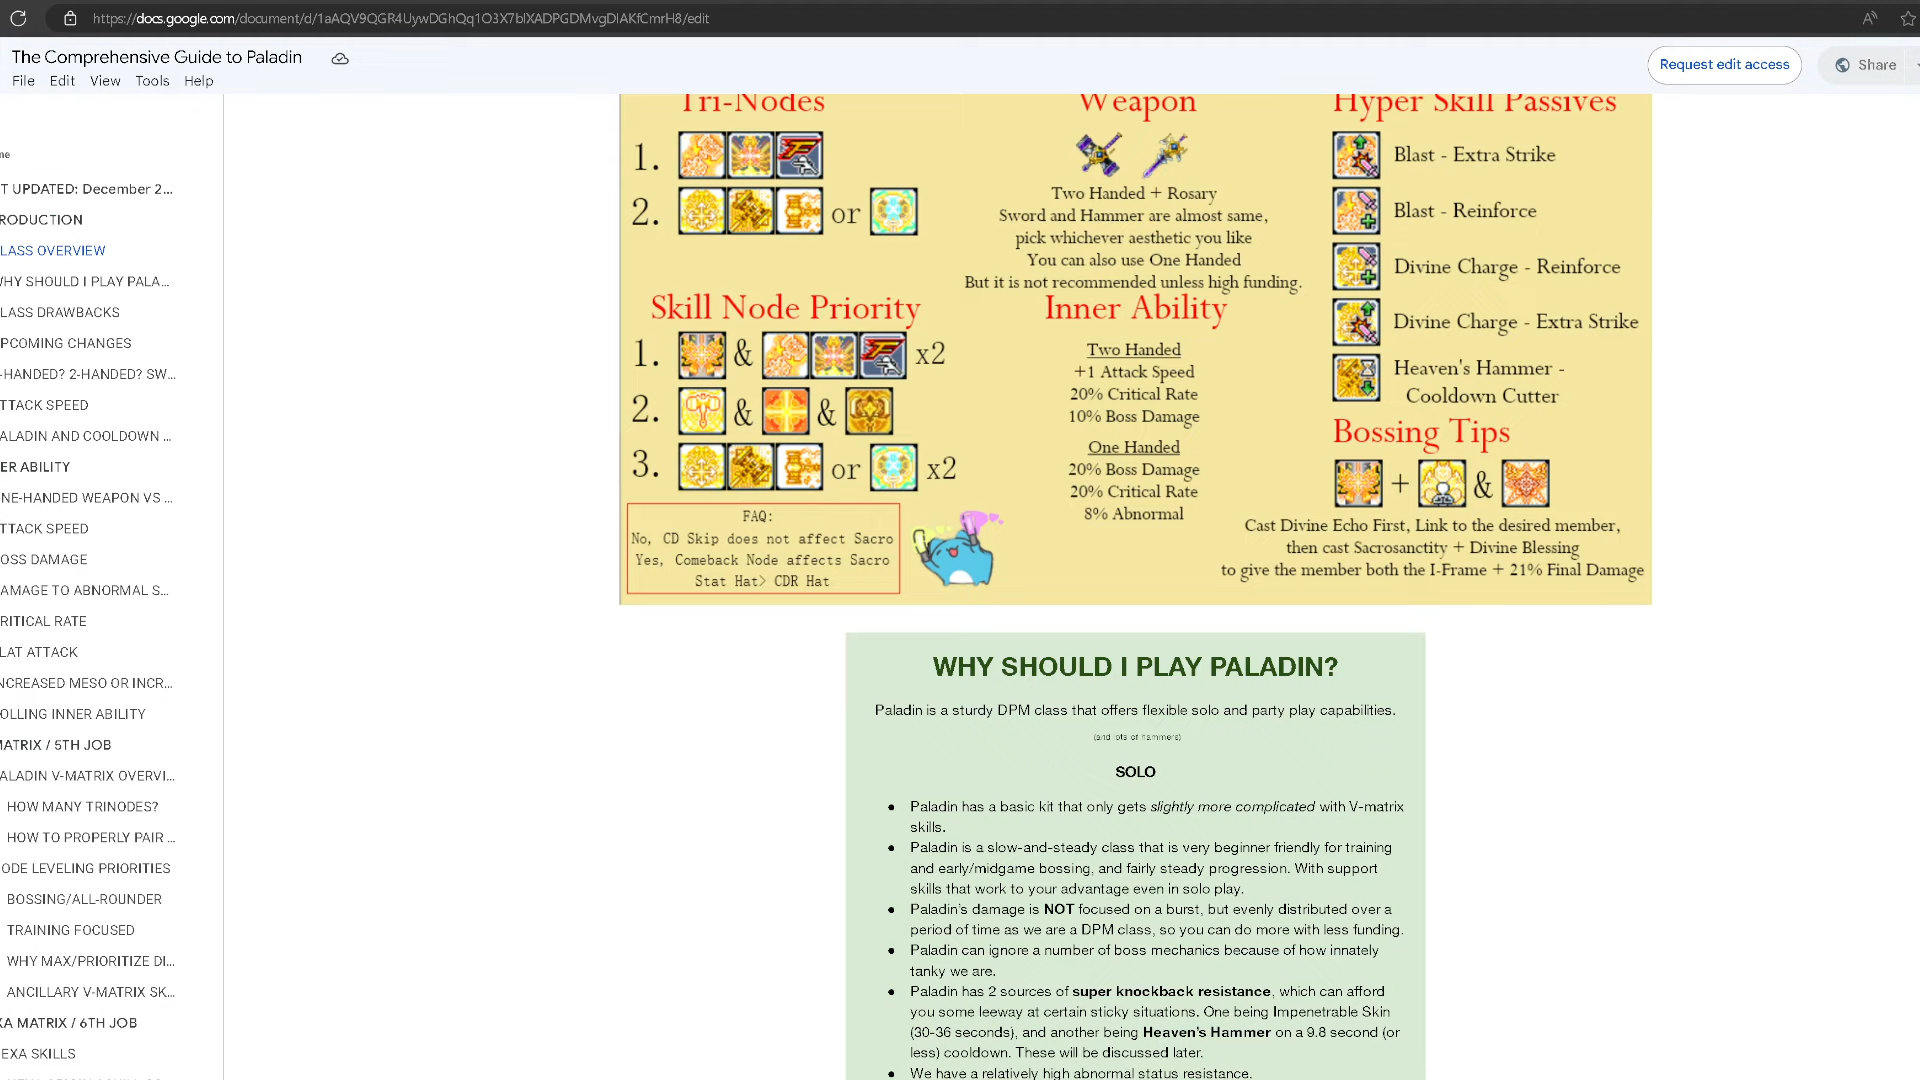 https://docs.google.com/document/d/1aAQV9QGR4UywDGhQq1O3X7blXADPGDMvgDlAKfCmrH8/edit
The Comprehensive Guide to Paladin
File Edit View Tools Help
Request edit access
Share
me
T UPDATED: December 2...
RODUCTION
LASS OVERVIEW
WHY SHOULD I PLAY PALA...
LASS DRAWBACKS
PCOMING CHANGES
-HANDED? 2-HANDED? SW...
TTACK SPEED
ALADIN AND COOLDOWN ...
ER ABILITY
NE-HANDED WEAPON VS ...
TTACK SPEED
OSS DAMAGE
AMAGE TO ABNORMAL S...
RITICAL RATE
LAT ATTACK
NCREASED MESO OR INCR...
OLLING INNER ABILITY
MATRIX / 5TH JOB
ALADIN V-MATRIX OVERVI...
HOW MANY TRINODES?
HOW TO PROPERLY PAIR ...
ODE LEVELING PRIORITIES
BOSSING/ALL-ROUNDER
TRAINING FOCUSED
WHY MAX/PRIORITIZE DI...
ANCILLARY V-MATRIX SK...
XA MATRIX / 6TH JOB
EXA SKILLS
Tri-Nodes
1.
2. or
Skill Node Priority
1. & x2
2. & &
3. or x2
FAQ:
No, CD Skip does not affect Sacro
Yes, Comeback Node affects Sacro
Stat Hat> CDR Hat
Weapon
Two Handed + Rosary
Sword and Hammer are almost same,
pick whichever aesthetic you like
You can also use One Handed
But it is not recommended unless high funding.
Inner Ability
Two Handed
+1 Attack Speed
20% Critical Rate
10% Boss Damage
One Handed
20% Boss Damage
20% Critical Rate
8% Abnormal
Hyper Skill Passives
Blast - Extra Strike
Blast - Reinforce
Divine Charge - Reinforce
Divine Charge - Extra Strike
Heaven's Hammer -
Cooldown Cutter
Bossing Tips
+ &
Cast Divine Echo First, Link to the desired member,
then cast Sacrosanctity + Divine Blessing
to give the member both the I-Frame + 21% Final Damage
WHY SHOULD I PLAY PALADIN?
Paladin is a sturdy DPM class that offers flexible solo and party play capabilities.
(and lots of hammers)
SOLO
● Paladin has a basic kit that only gets slightly more complicated with V-matrix
skills.
● Paladin is a slow-and-steady class that is very beginner friendly for training
and early/midgame bossing, and fairly steady progression. With support
skills that work to your advantage even in solo play.
● Paladin's damage is NOT focused on a burst, but evenly distributed over a
period of time as we are a DPM class, so you can do more with less funding.
● Paladin can ignore a number of boss mechanics because of how innately
tanky we are.
● Paladin has 2 sources of super knockback resistance, which can afford
you some leeway at certain sticky situations. One being Impenetrable Skin
(30-36 seconds), and another being Heaven's Hammer on a 9.8 second (or
less) cooldown. These will be discussed later.
● We have a relatively high abnormal status resistance.